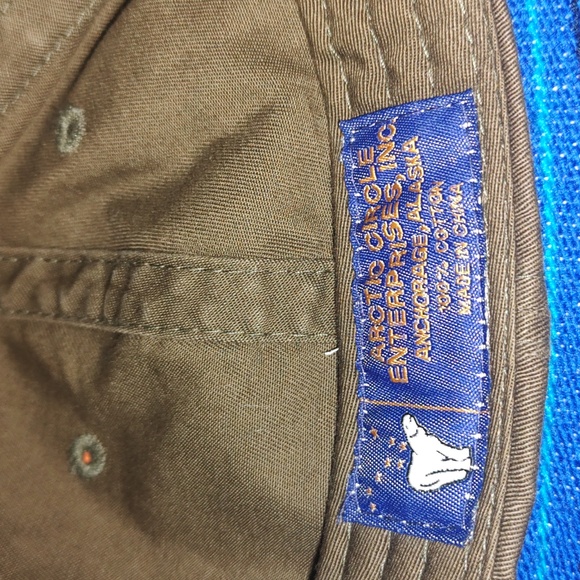 ARCTIC CIRCLE
ENTERPRISES, INC.
ANCHORAGE, ALASKA
100% COTTON
MADE IN CHINA